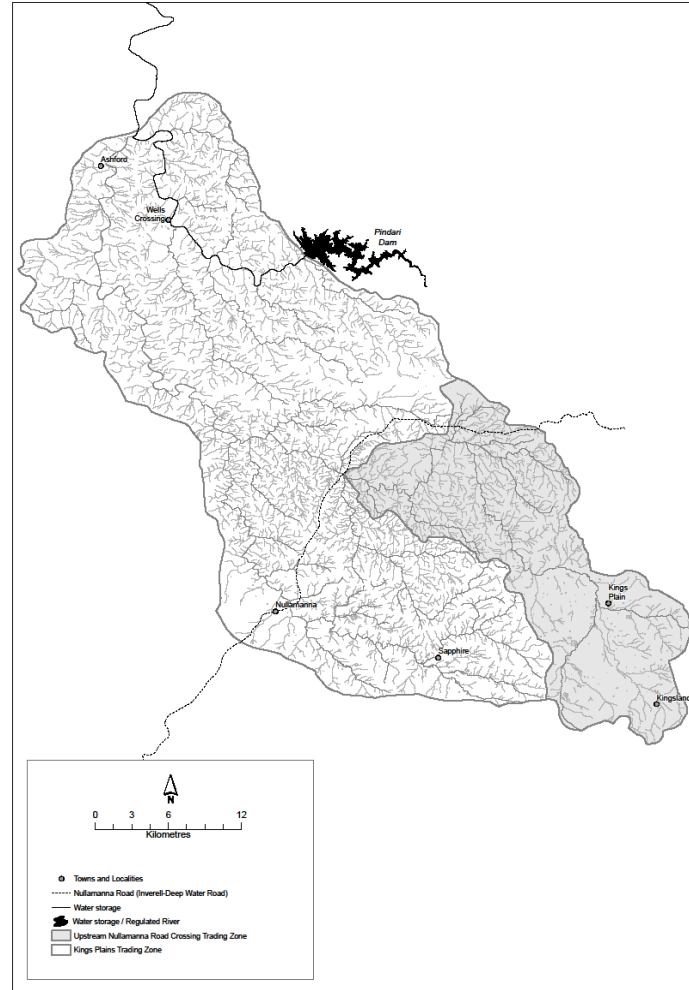 Ashford
Wells
Crossing
Pindari
Dam
Kings
Plain
Nullamanna
Sapphire
Kingsland
N
0 3 6 12
Kilometres
Towns and Localities
Nullamanna Road (Inverell-Deep Water Road)
Water storage
Water storage / Regulated River
Upstream Nullamanna Road Crossing Trading Zone
Kings Plains Trading Zone